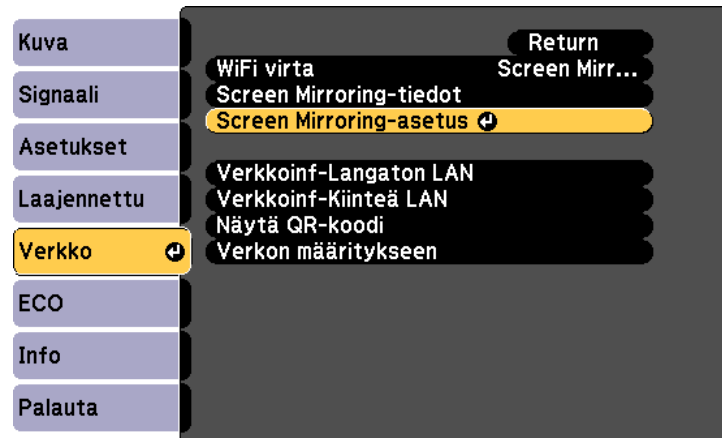 Kuva
Signaali
Asetukset
Laajennettu
Verkko
ECO
Info
Palauta
Return
WiFi virta Screen Mirr...
Screen Mirroring-tiedot
Screen Mirroring-asetus
Verkkoinf-Langaton LAN
Verkkoinf-Kiinteä LAN
Näytä QR-koodi
Verkon määritykseen